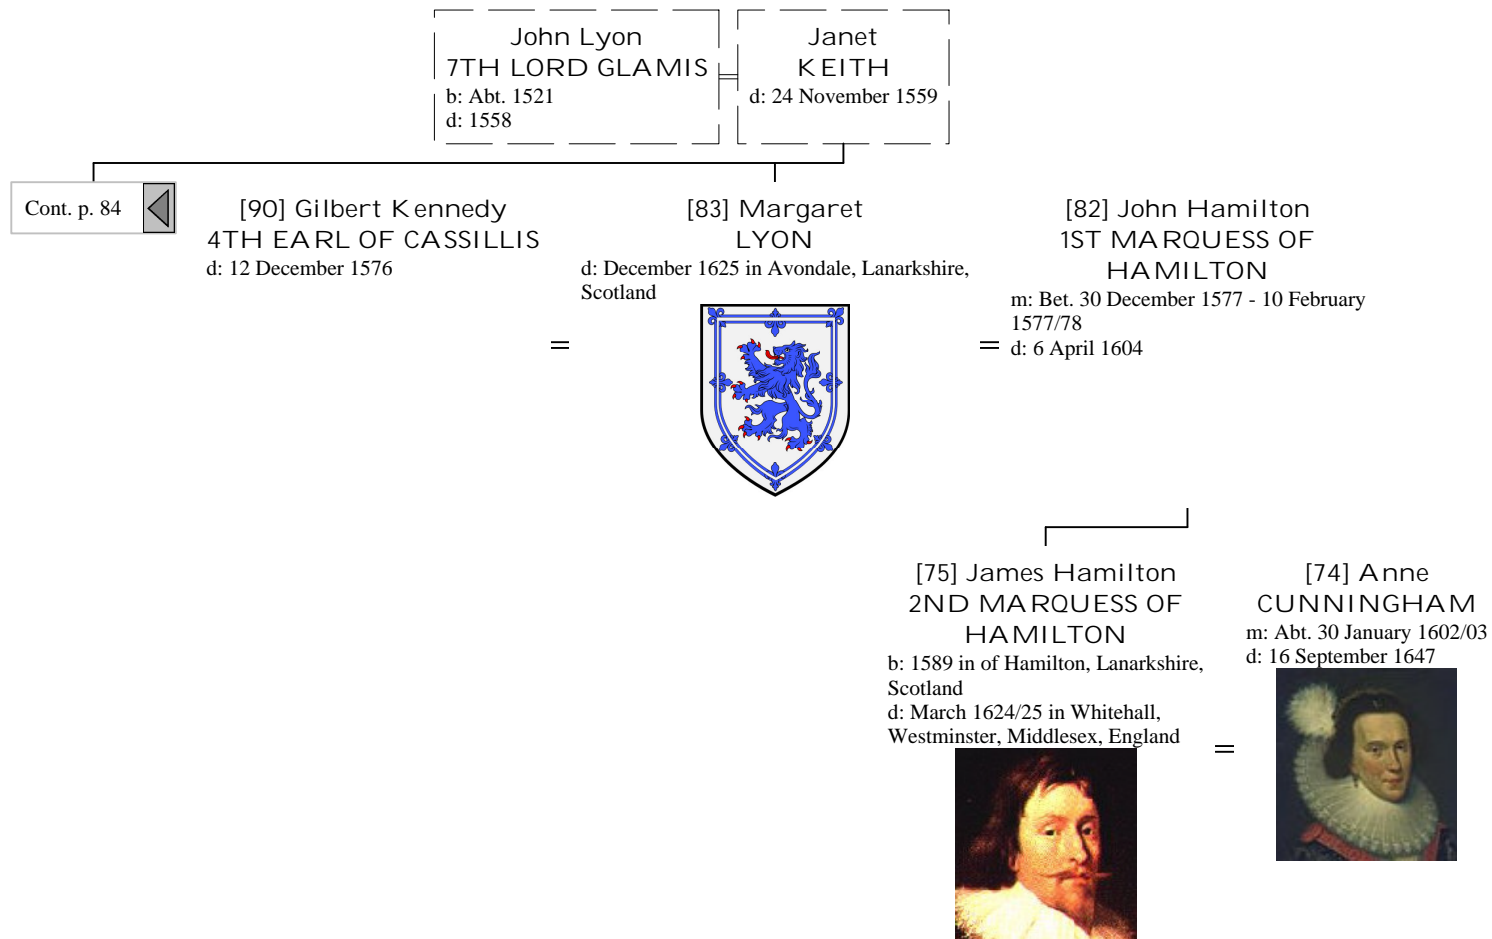 John Lyon
7TH LORD GLAMIS
b: Abt. 1521
d: 1558
Janet
KEITH
d: 24 November 1559
Cont. p. 84
[90] Gilbert Kennedy
4TH EARL OF CASSILLIS
d: 12 December 1576
=
[83] Margaret
LYON
d: December 1625 in Avondale, Lanarkshire,
Scotland
=
[82] John Hamilton
1ST MARQUESS OF
HAMILTON
m: Bet. 30 December 1577 - 10 February
1577/78
d: 6 April 1604
[75] James Hamilton
2ND MARQUESS OF
HAMILTON
b: 1589 in of Hamilton, Lanarkshire,
Scotland
d: March 1624/25 in Whitehall,
Westminster, Middlesex, England
=
[74] Anne
CUNNINGHAM
m: Abt. 30 January 1602/03
d: 16 September 1647